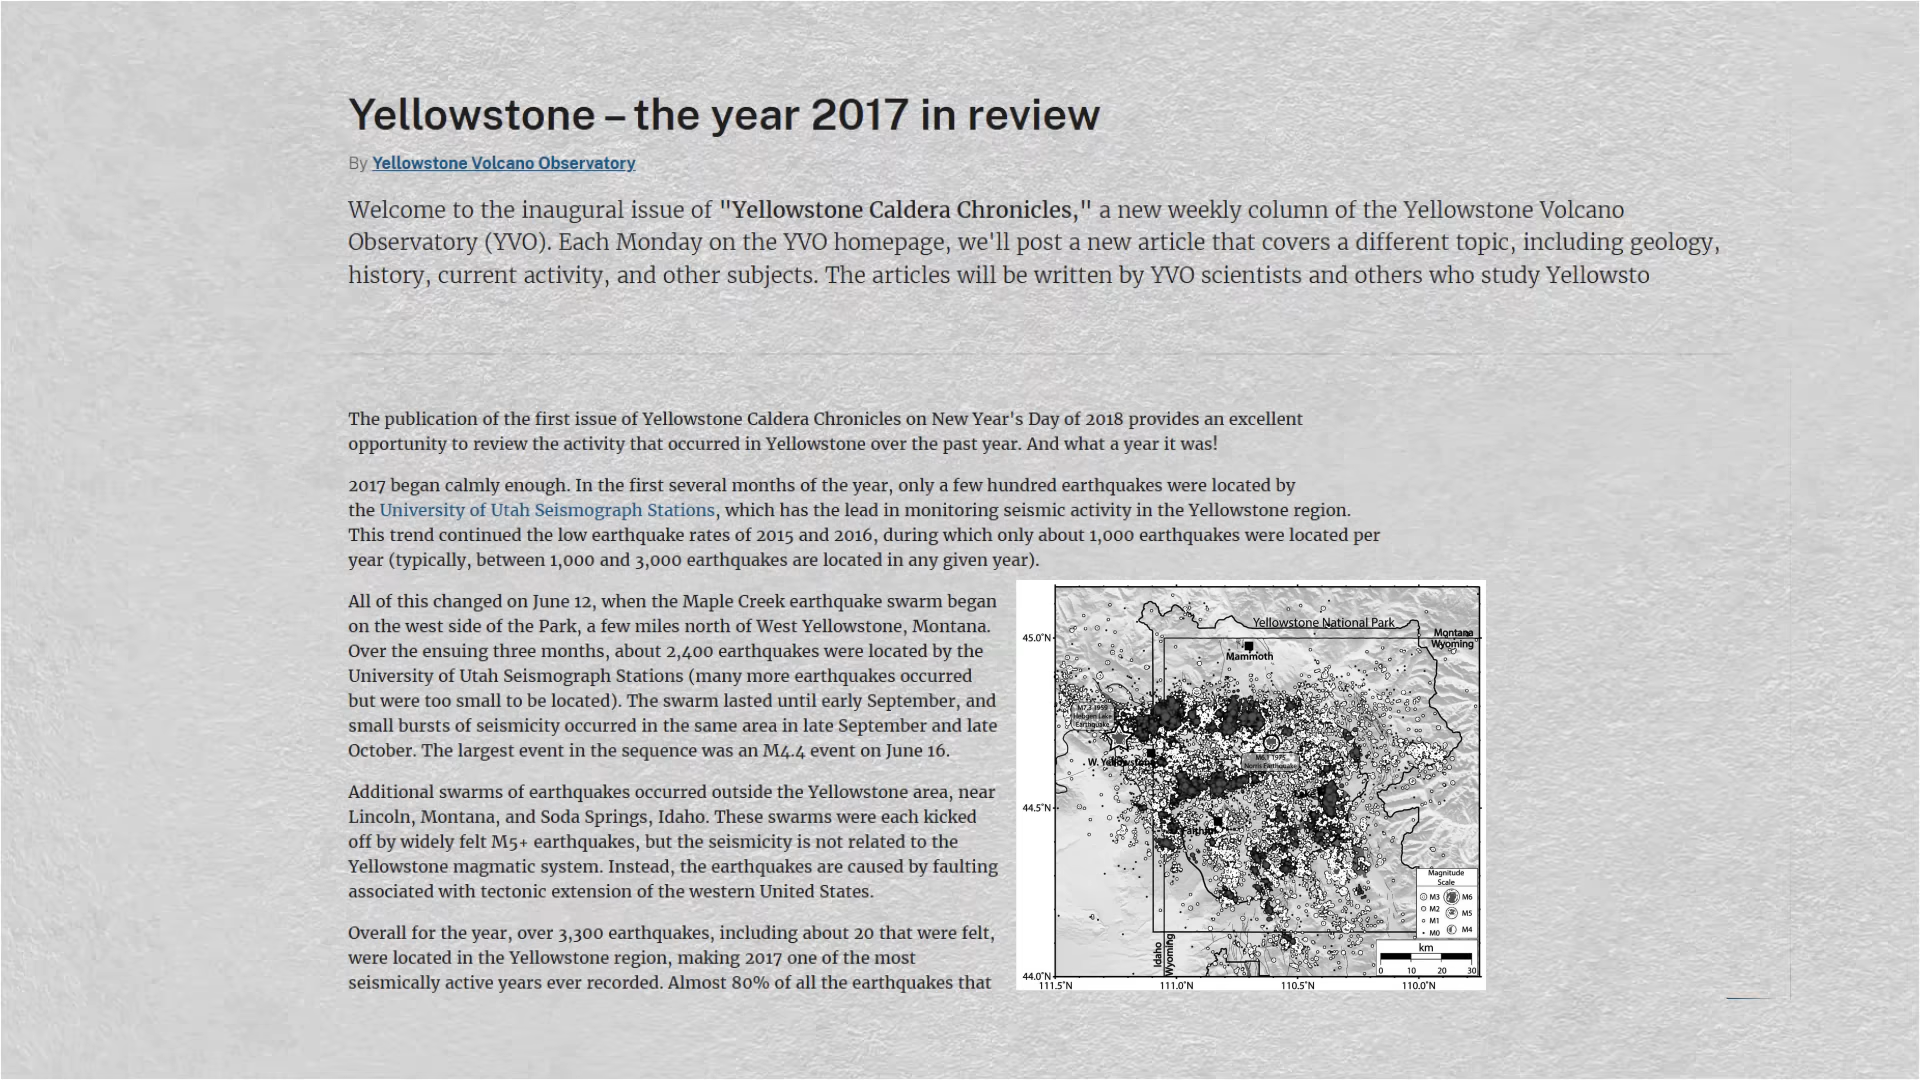 Yellowstone – the year 2017 in review
By Yellowstone Volcano Observatory
Welcome to the inaugural issue of "Yellowstone Caldera Chronicles," a new weekly column of the Yellowstone Volcano
Observatory (YVO). Each Monday on the YVO homepage, we'll post a new article that covers a different topic, including geology,
history, current activity, and other subjects. The articles will be written by YVO scientists and others who study Yellowsto
The publication of the first issue of Yellowstone Caldera Chronicles on New Year's Day of 2018 provides an excellent
opportunity to review the activity that occurred in Yellowstone over the past year. And what a year it was!
2017 began calmly enough. In the first several months of the year, only a few hundred earthquakes were located by
the University of Utah Seismograph Stations, which has the lead in monitoring seismic activity in the Yellowstone region.
This trend continued the low earthquake rates of 2015 and 2016, during which only about 1,000 earthquakes were located per
year (typically, between 1,000 and 3,000 earthquakes are located in any given year).
All of this changed on June 12, when the Maple Creek earthquake swarm began
on the west side of the Park, a few miles north of West Yellowstone, Montana.
Over the ensuing three months, about 2,400 earthquakes were located by the
University of Utah Seismograph Stations (many more earthquakes occurred
but were too small to be located). The swarm lasted until early September, and
small bursts of seismicity occurred in the same area in late September and late
October. The largest event in the sequence was an M4.4 event on June 16.
Additional swarms of earthquakes occurred outside the Yellowstone area, near
Lincoln, Montana, and Soda Springs, Idaho. These swarms were each kicked
off by widely felt M5+ earthquakes, but the seismicity is not related to the
Yellowstone magmatic system. Instead, the earthquakes are caused by faulting
associated with tectonic extension of the western United States.
Overall for the year, over 3,300 earthquakes, including about 20 that were felt,
were located in the Yellowstone region, making 2017 one of the most
seismically active years ever recorded. Almost 80% of all the earthquakes that
Yellowstone National Park
45.0°N
Montana
Wyoming
Mammoth
M7.3 1959
Hebgen Lake
Earthquake
W. Yellowstone
M6.1 1975
Norris Earthquake
Lake
44.5°N
Faithful
Magnitude
Scale
M3 M6
M2 M5
M1
M0 M4
Idaho
Wyoming
km
0 10 20 30
44.0°N
111.5°N 111.0°N 110.5°N 110.0°N